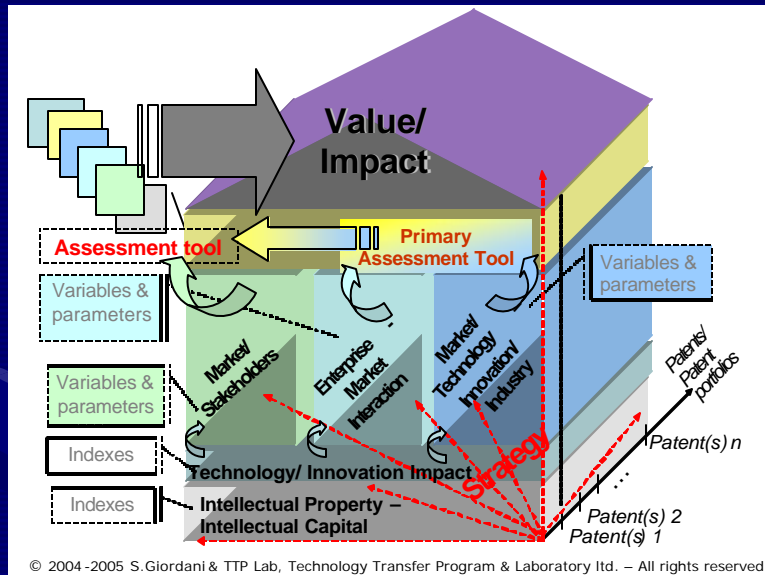 Value/
Impact
Assessment tool
Primary
Assessment Tool
Variables &
parameters
Variables &
parameters
Variables &
parameters
Indexes
Indexes
Market/
Stakeholders
Enterprise
Market
Interaction
Market/
Technology
Innovation/
Industry
Technology/ Innovation Impact
Intellectual Property –
Intellectual Capital
Strategy
Patents/
Patent
portfolios
Patent(s) n
...
Patent(s) 2
Patent(s) 1
© 2004-2005 S.Giordani & TTP Lab, Technology Transfer Program & Laboratory ltd. – All rights reserved